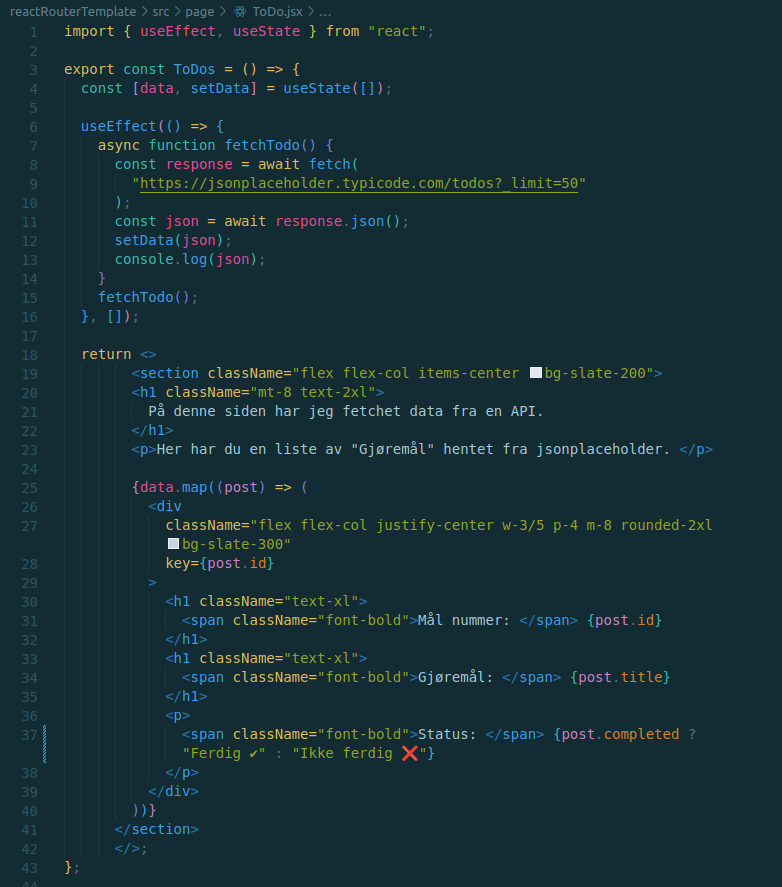 reactRouterTemplate > src > page > ToDo.jsx > ...
1 import { useEffect, useState } from "react";
2
3 export const ToDos = () => {
4 const [data, setData] = useState([]);
5
6 useEffect(() => {
7 async function fetchTodo() {
8 const response = await fetch(
9 "https://jsonplaceholder.typicode.com/todos?_limit=50"
10 );
11 const json = await response.json();
12 setData(json);
13 console.log(json);
14 }
15 fetchTodo();
16 }, []);
17
18 return <>
19 <section className="flex flex-col items-center bg-slate-200">
20 <h1 className="mt-8 text-2xl">
21 På denne siden har jeg fetchet data fra en API.
22 </h1>
23 <p>Her har du en liste av "Gjøremål" hentet fra jsonplaceholder. </p>
24
25 {data.map((post) => (
26 <div
27 className="flex flex-col justify-center w-3/5 p-4 m-8 rounded-2xl
bg-slate-300"
28 key={post.id}
29 >
30 <h1 className="text-xl">
31 <span className="font-bold">Mål nummer: </span> {post.id}
32 </h1>
33 <h1 className="text-xl">
34 <span className="font-bold">Gjøremål: </span> {post.title}
35 </h1>
36 <p>
37 <span className="font-bold">Status: </span> {post.completed ?
"Ferdig ✔" : "Ikke ferdig ❌"}
38 </p>
39 </div>
40 ))}
41 </section>
42 </>;
43 };
44